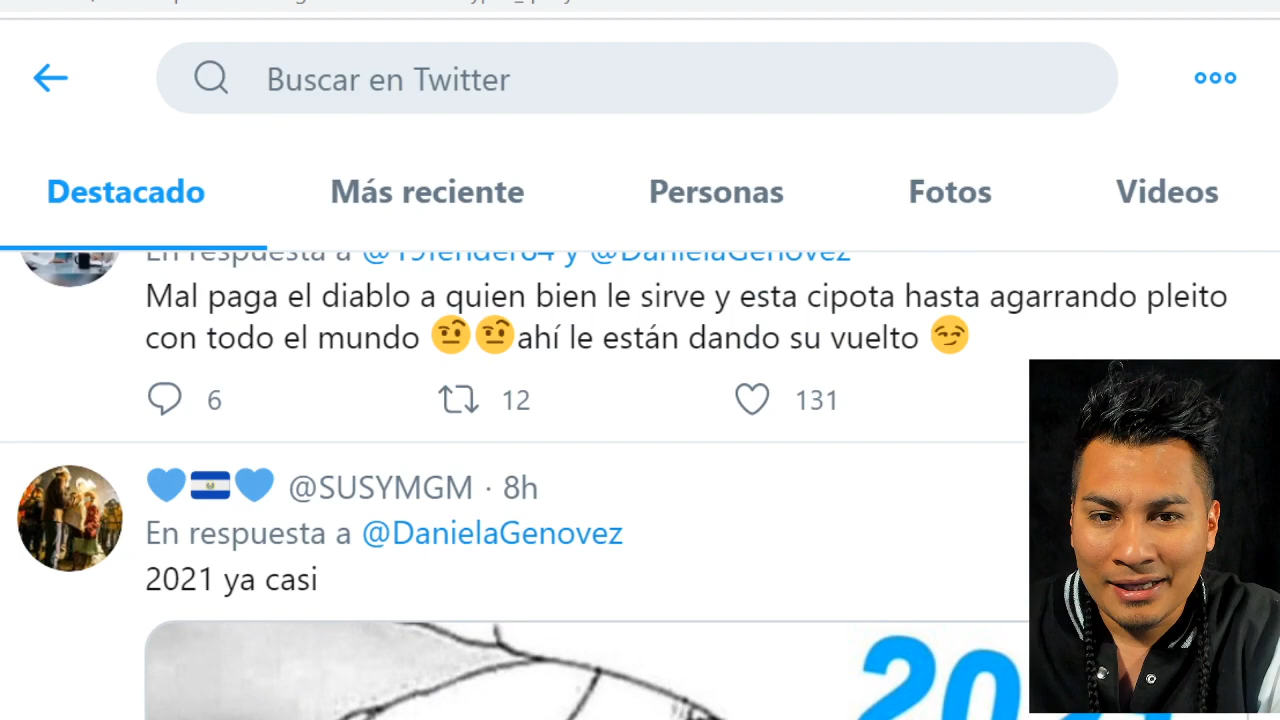 Buscar en Twitter
Destacado Más reciente Personas Fotos Videos
En respuesta a @19fender64 y @DanielaGenovez
Mal paga el diablo a quien bien le sirve y esta cipota hasta agarrando pleito
con todo el mundo 🤨🤨ahí le están dando su vuelto 😏
6 12 131
💙🇸🇻💙 @SUSYMGM · 8h
En respuesta a @DanielaGenovez
2021 ya casi